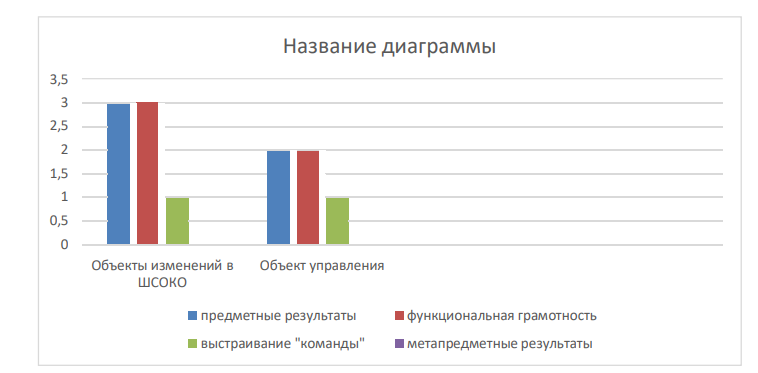 Название диаграммы
3,5
3
2,5
2
1,5
1
0,5
0
Объекты изменений в
ШСОКО
Объект управления
предметные результаты
функциональная грамотность
выстраивание "команды"
метапредметные результаты